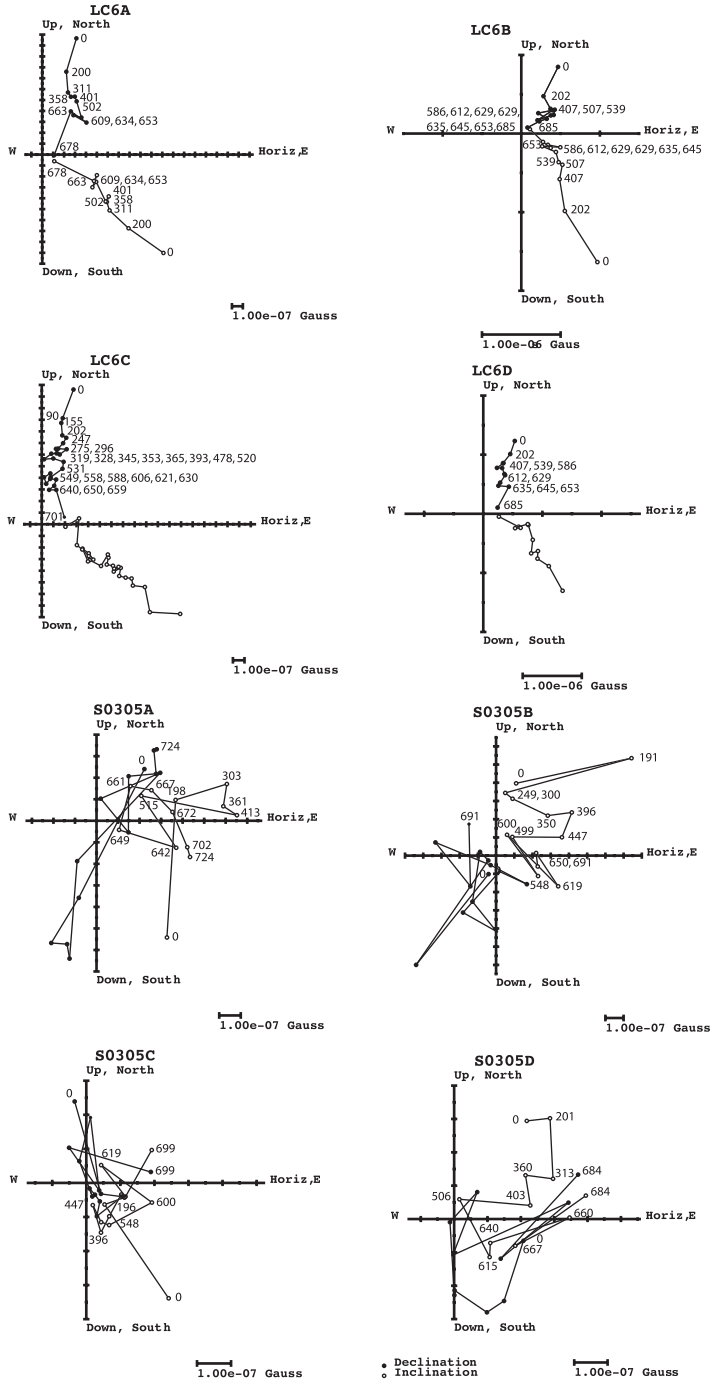 LC6A
Up, North
0
200
311
358
401
502
663
609, 634, 653
678
W
Horiz,E
678
663
609, 634, 653
401
502
358
311
200
0
Down, South
1.00e-07 Gauss
LC6B
Up, North
0
202
586, 612, 629, 629,
407, 507, 539
635, 645, 653, 685
685
W
Horiz,E
653
586, 612, 629, 629, 635, 645
539
507
407
202
0
Down, South
1.00e-06 Gaus
LC6C
Up, North
0
90
155
202
247
275, 296
319, 328, 345, 353, 365, 393, 478, 520
531
549, 558, 588, 606, 621, 630
640, 650, 659
701
W
Horiz,E
Down, South
1.00e-07 Gauss
LC6D
Up, North
0
202
407, 539, 586
612, 629
635, 645, 653
685
W
Horiz,E
Down, South
1.00e-06 Gauss
S0305A
Up, North
724
0
661
667
303
198
515
361
672
413
W
Horiz,E
649
642
702
724
0
Down, South
1.00e-07 Gauss
S0305B
Up, North
191
0
249, 300
396
350
691
600
499
447
W
Horiz,E
650, 691
0
548
619
Down, South
1.00e-07 Gauss
S0305C
Up, North
0
619
699
699
W
Horiz,E
447
196
600
548
396
0
Down, South
1.00e-07 Gauss
S0305D
Up, North
0
201
360
313
684
506
403
684
660
W
Horiz,E
640
0
667
615
Down, South
Declination
Inclination
1.00e-07 Gauss